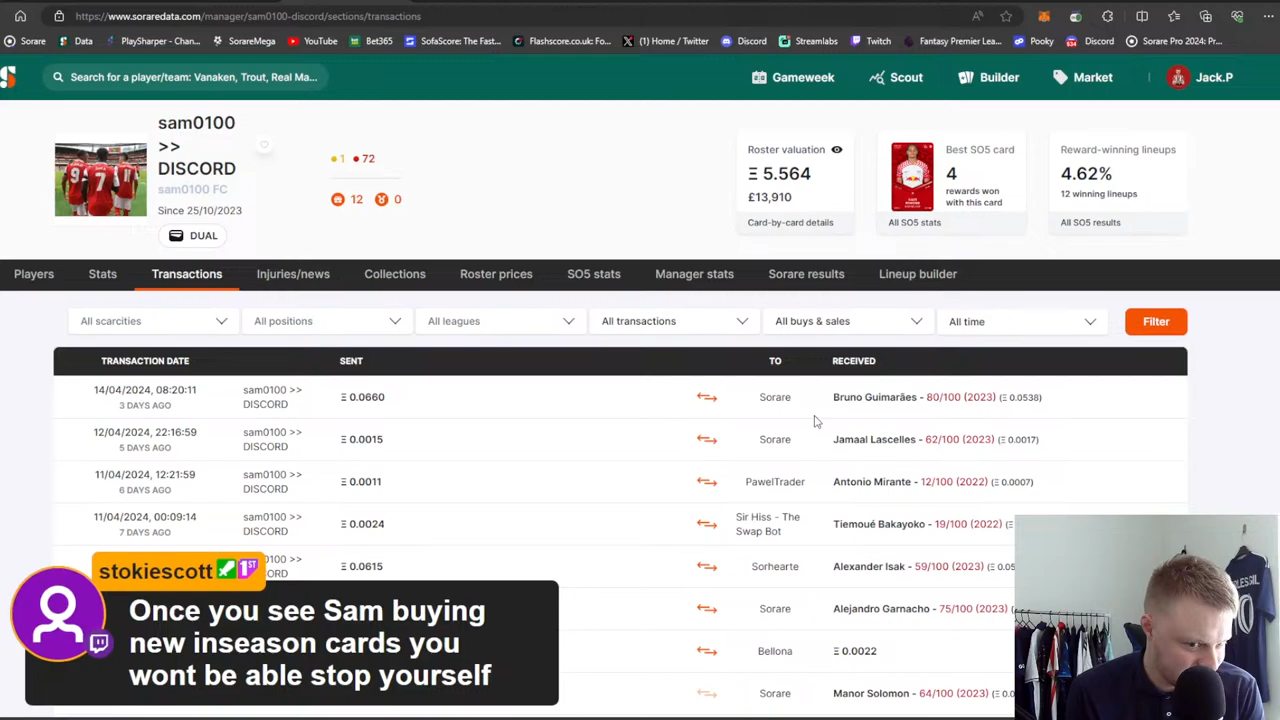 https://www.soraredata.com/manager/sam0100-discord/sections/transactions
Sorare Data PlaySharper - Chan... SorareMega YouTube Bet365 SofaScore: The Fast... Flashscore.co.uk: Fo... (1) Home / Twitter Discord Streamlabs Twitch Fantasy Premier Lea... Pooky Discord Sorare Pro 2024: Pr...
Search for a player/team: Vanaken, Trout, Real Ma... Gameweek Scout Builder Market Jack.P
sam0100
>>
DISCORD
sam0100 FC
Since 25/10/2023
DUAL
1 72
12 0
Roster valuation
Ξ 5.564
£13,910
Card-by-card details
Best SO5 card
4
rewards won
with this card
All SO5 stats
Reward-winning lineups
4.62%
12 winning lineups
All SO5 results
Players Stats Transactions Injuries/news Collections Roster prices SO5 stats Manager stats Sorare results Lineup builder
All scarcities All positions All leagues All transactions All buys & sales All time Filter
TRANSACTION DATE SENT TO RECEIVED
14/04/2024, 08:20:11
3 DAYS AGO
sam0100 >>
DISCORD
Ξ 0.0660
Sorare
Bruno Guimarães - 80/100 (2023) (Ξ 0.0538)
12/04/2024, 22:16:59
5 DAYS AGO
sam0100 >>
DISCORD
Ξ 0.0015
Sorare
Jamaal Lascelles - 62/100 (2023) (Ξ 0.0017)
11/04/2024, 12:21:59
6 DAYS AGO
sam0100 >>
DISCORD
Ξ 0.0011
PawelTrader
Antonio Mirante - 12/100 (2022) (Ξ 0.0007)
11/04/2024, 00:09:14
7 DAYS AGO
sam0100 >>
DISCORD
Ξ 0.0024
Sir Hiss - The
Swap Bot
Tiemoué Bakayoko - 19/100 (2022) (Ξ
sam0100 >>
DISCORD
Ξ 0.0615
Sorhearte
Alexander Isak - 59/100 (2023) (Ξ 0.05
Sorare
Alejandro Garnacho - 75/100 (2023)
Bellona
Ξ 0.0022
Sorare
Manor Solomon - 64/100 (2023) (Ξ 0.0
stokiescott 1ST
Once you see Sam buying
new inseason cards you
wont be able stop yourself